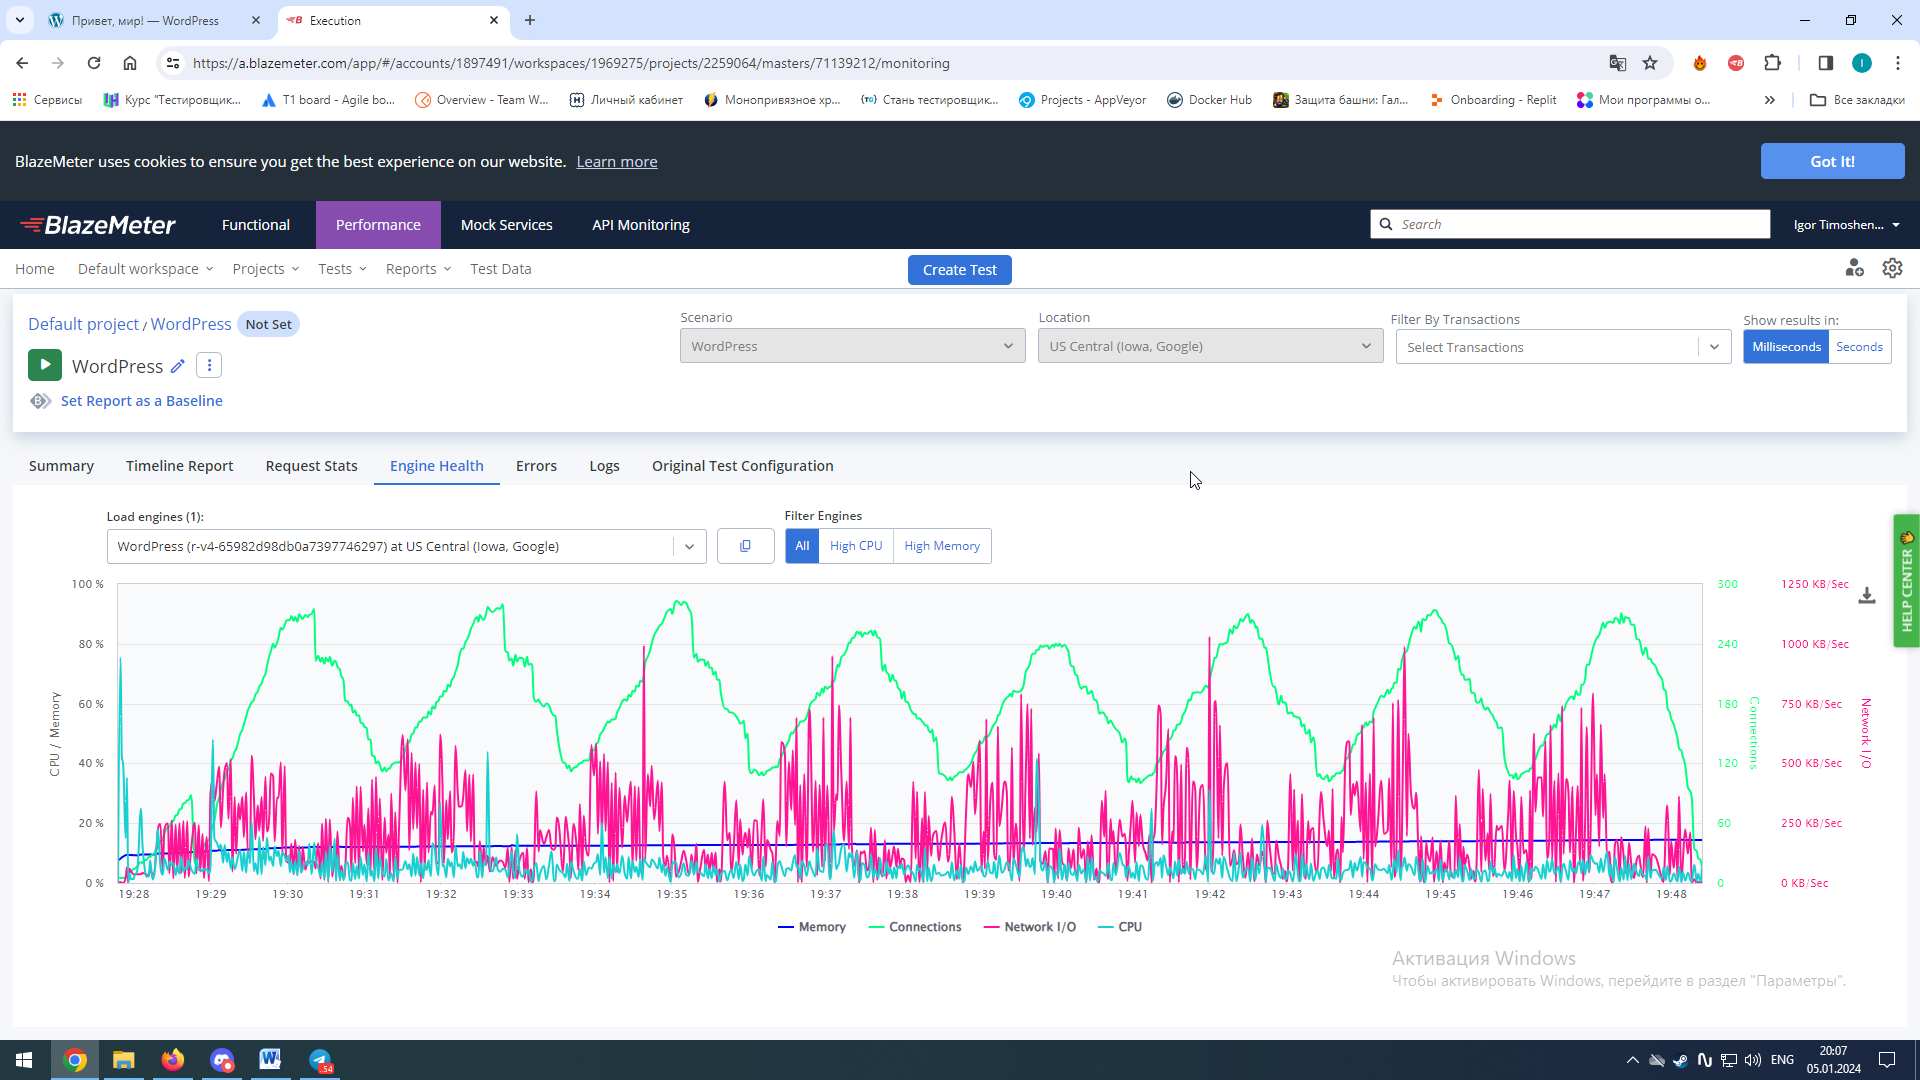 Привет, мир! — WordPress
Execution
https://a.blazemeter.com/app/#/accounts/1897491/workspaces/1969275/projects/2259064/masters/71139212/monitoring
Сервисы
Курс "Тестировщик...
T1 board - Agile bo...
Overview - Team W...
Личный кабинет
Монопривязное хр...
Стань тестировщик...
Projects - AppVeyor
Docker Hub
Защита башни: Гал...
Onboarding - Replit
Мои программы о...
Все закладки
BlazeMeter uses cookies to ensure you get the best experience on our website. Learn more
Got It!
BlazeMeter
Functional
Performance
Mock Services
API Monitoring
Search
Igor Timoshen...
Home
Default workspace
Projects
Tests
Reports
Test Data
Create Test
Default project / WordPress Not Set
WordPress
Set Report as a Baseline
Scenario
WordPress
Location
US Central (Iowa, Google)
Filter By Transactions
Select Transactions
Show results in:
Milliseconds Seconds
Summary
Timeline Report
Request Stats
Engine Health
Errors
Logs
Original Test Configuration
Load engines (1):
WordPress (r-v4-65982d98db0a7397746297) at US Central (Iowa, Google)
Filter Engines
All High CPU High Memory
HELP CENTER
CPU / Memory
100 %
80 %
60 %
40 %
20 %
0 %
300
240
180
120
60
0
Connections
1250 KB/Sec
1000 KB/Sec
750 KB/Sec
500 KB/Sec
250 KB/Sec
0 KB/Sec
Network I/O
19:28 19:29 19:30 19:31 19:32 19:33 19:34 19:35 19:36 19:37 19:38 19:39 19:40 19:41 19:42 19:43 19:44 19:45 19:46 19:47 19:48
Memory Connections Network I/O CPU
Активация Windows
Чтобы активировать Windows, перейдите в раздел "Параметры".
54
ENG
20:07
05.01.2024